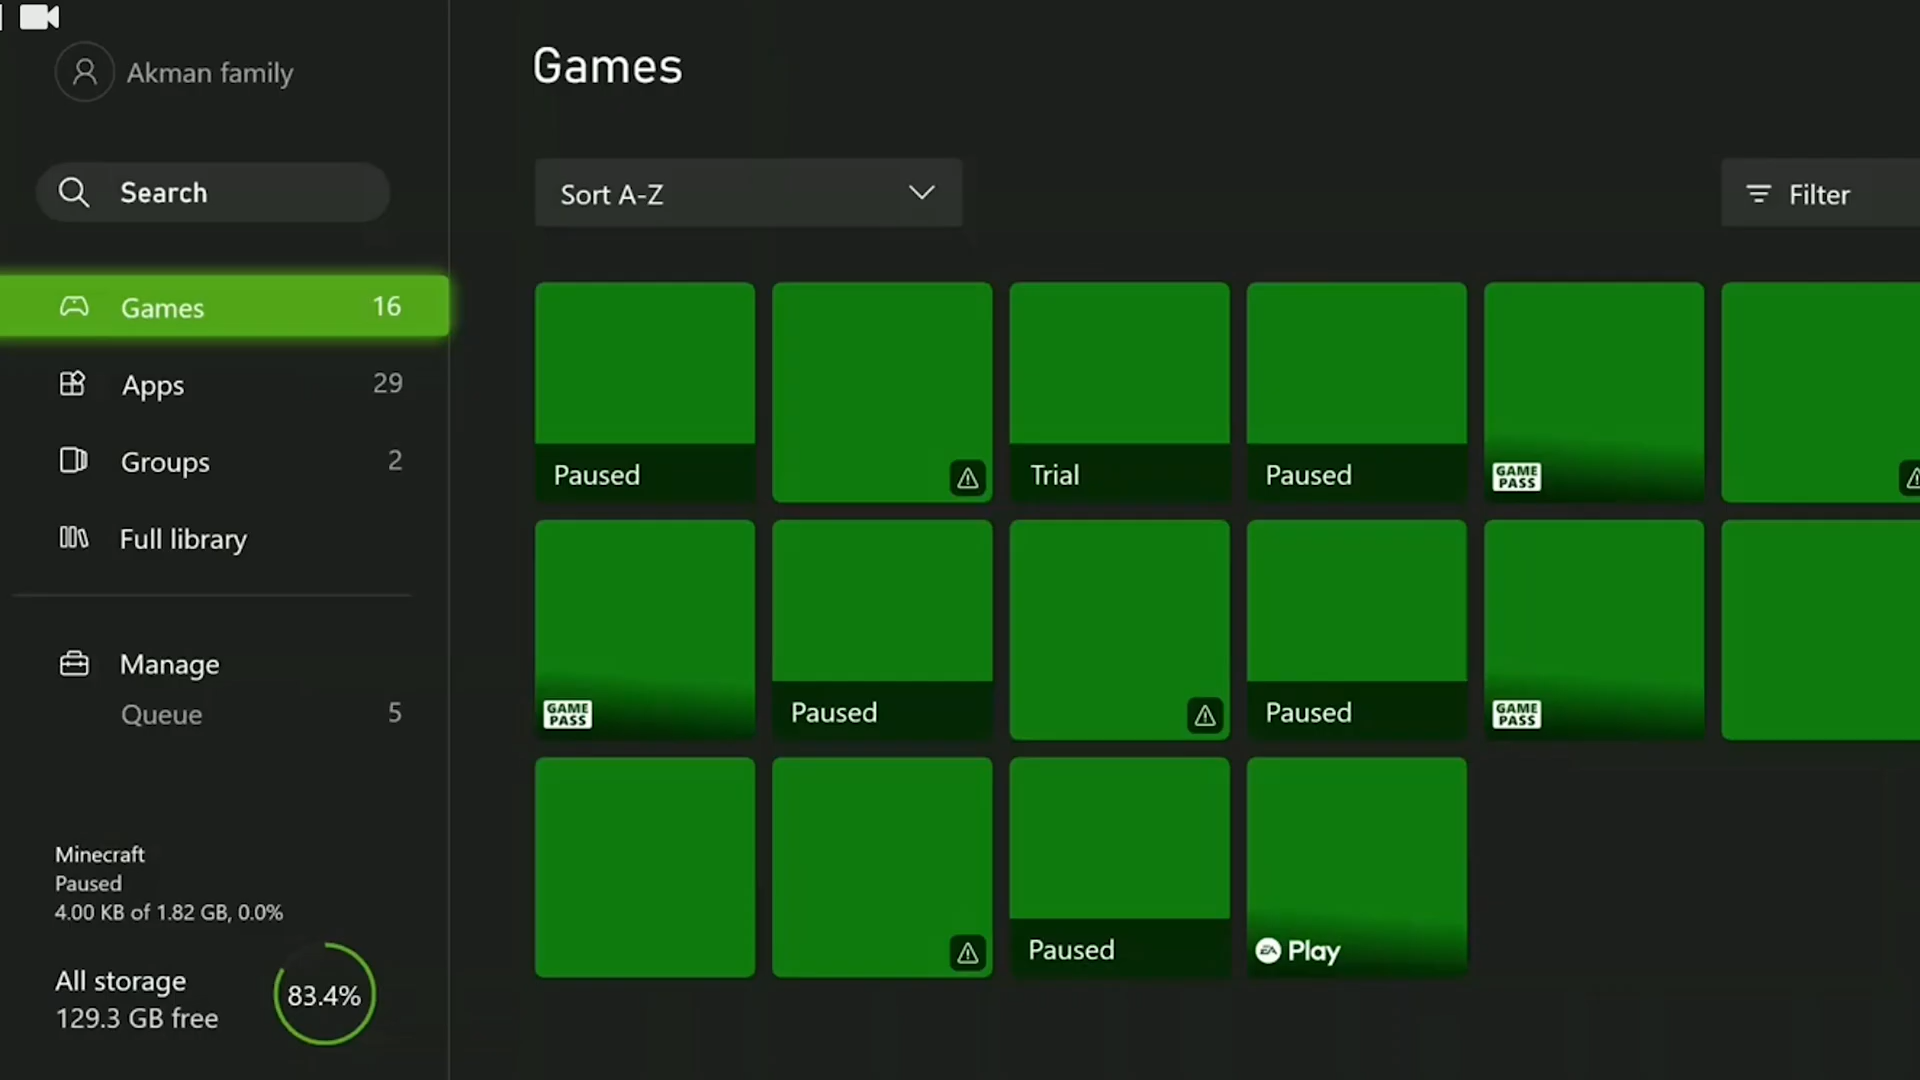 Akman family
Search
Games 16
Apps 29
Groups 2
Full library
Manage
Queue 5
Minecraft
Paused
4.00 KB of 1.82 GB, 0.0%
All storage
129.3 GB free
83.4%
Games
Sort A-Z
Filter
Paused
Trial
Paused
GAME
PASS
GAME
PASS
Paused
Paused
GAME
PASS
Paused
EA Play